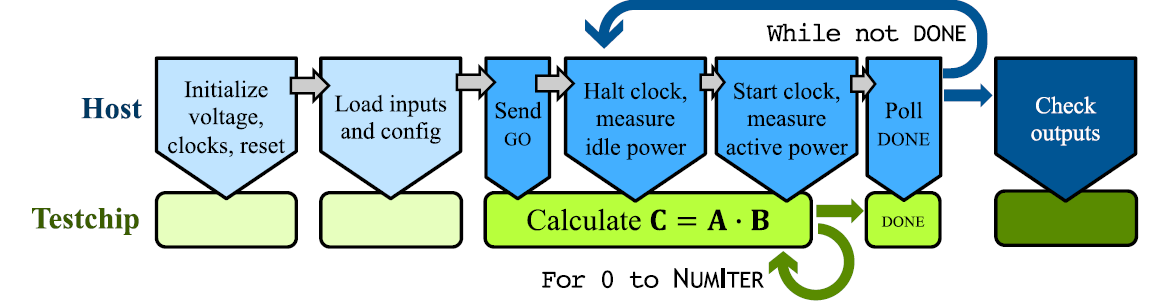 While not DONE
Host
Initialize
voltage,
clocks, reset
Load inputs
and config
Send
GO
Halt clock,
measure
idle power
Start clock,
measure
active power
Poll
DONE
Check
outputs
Testchip
Calculate C = A · B
DONE
For 0 to NUMITER